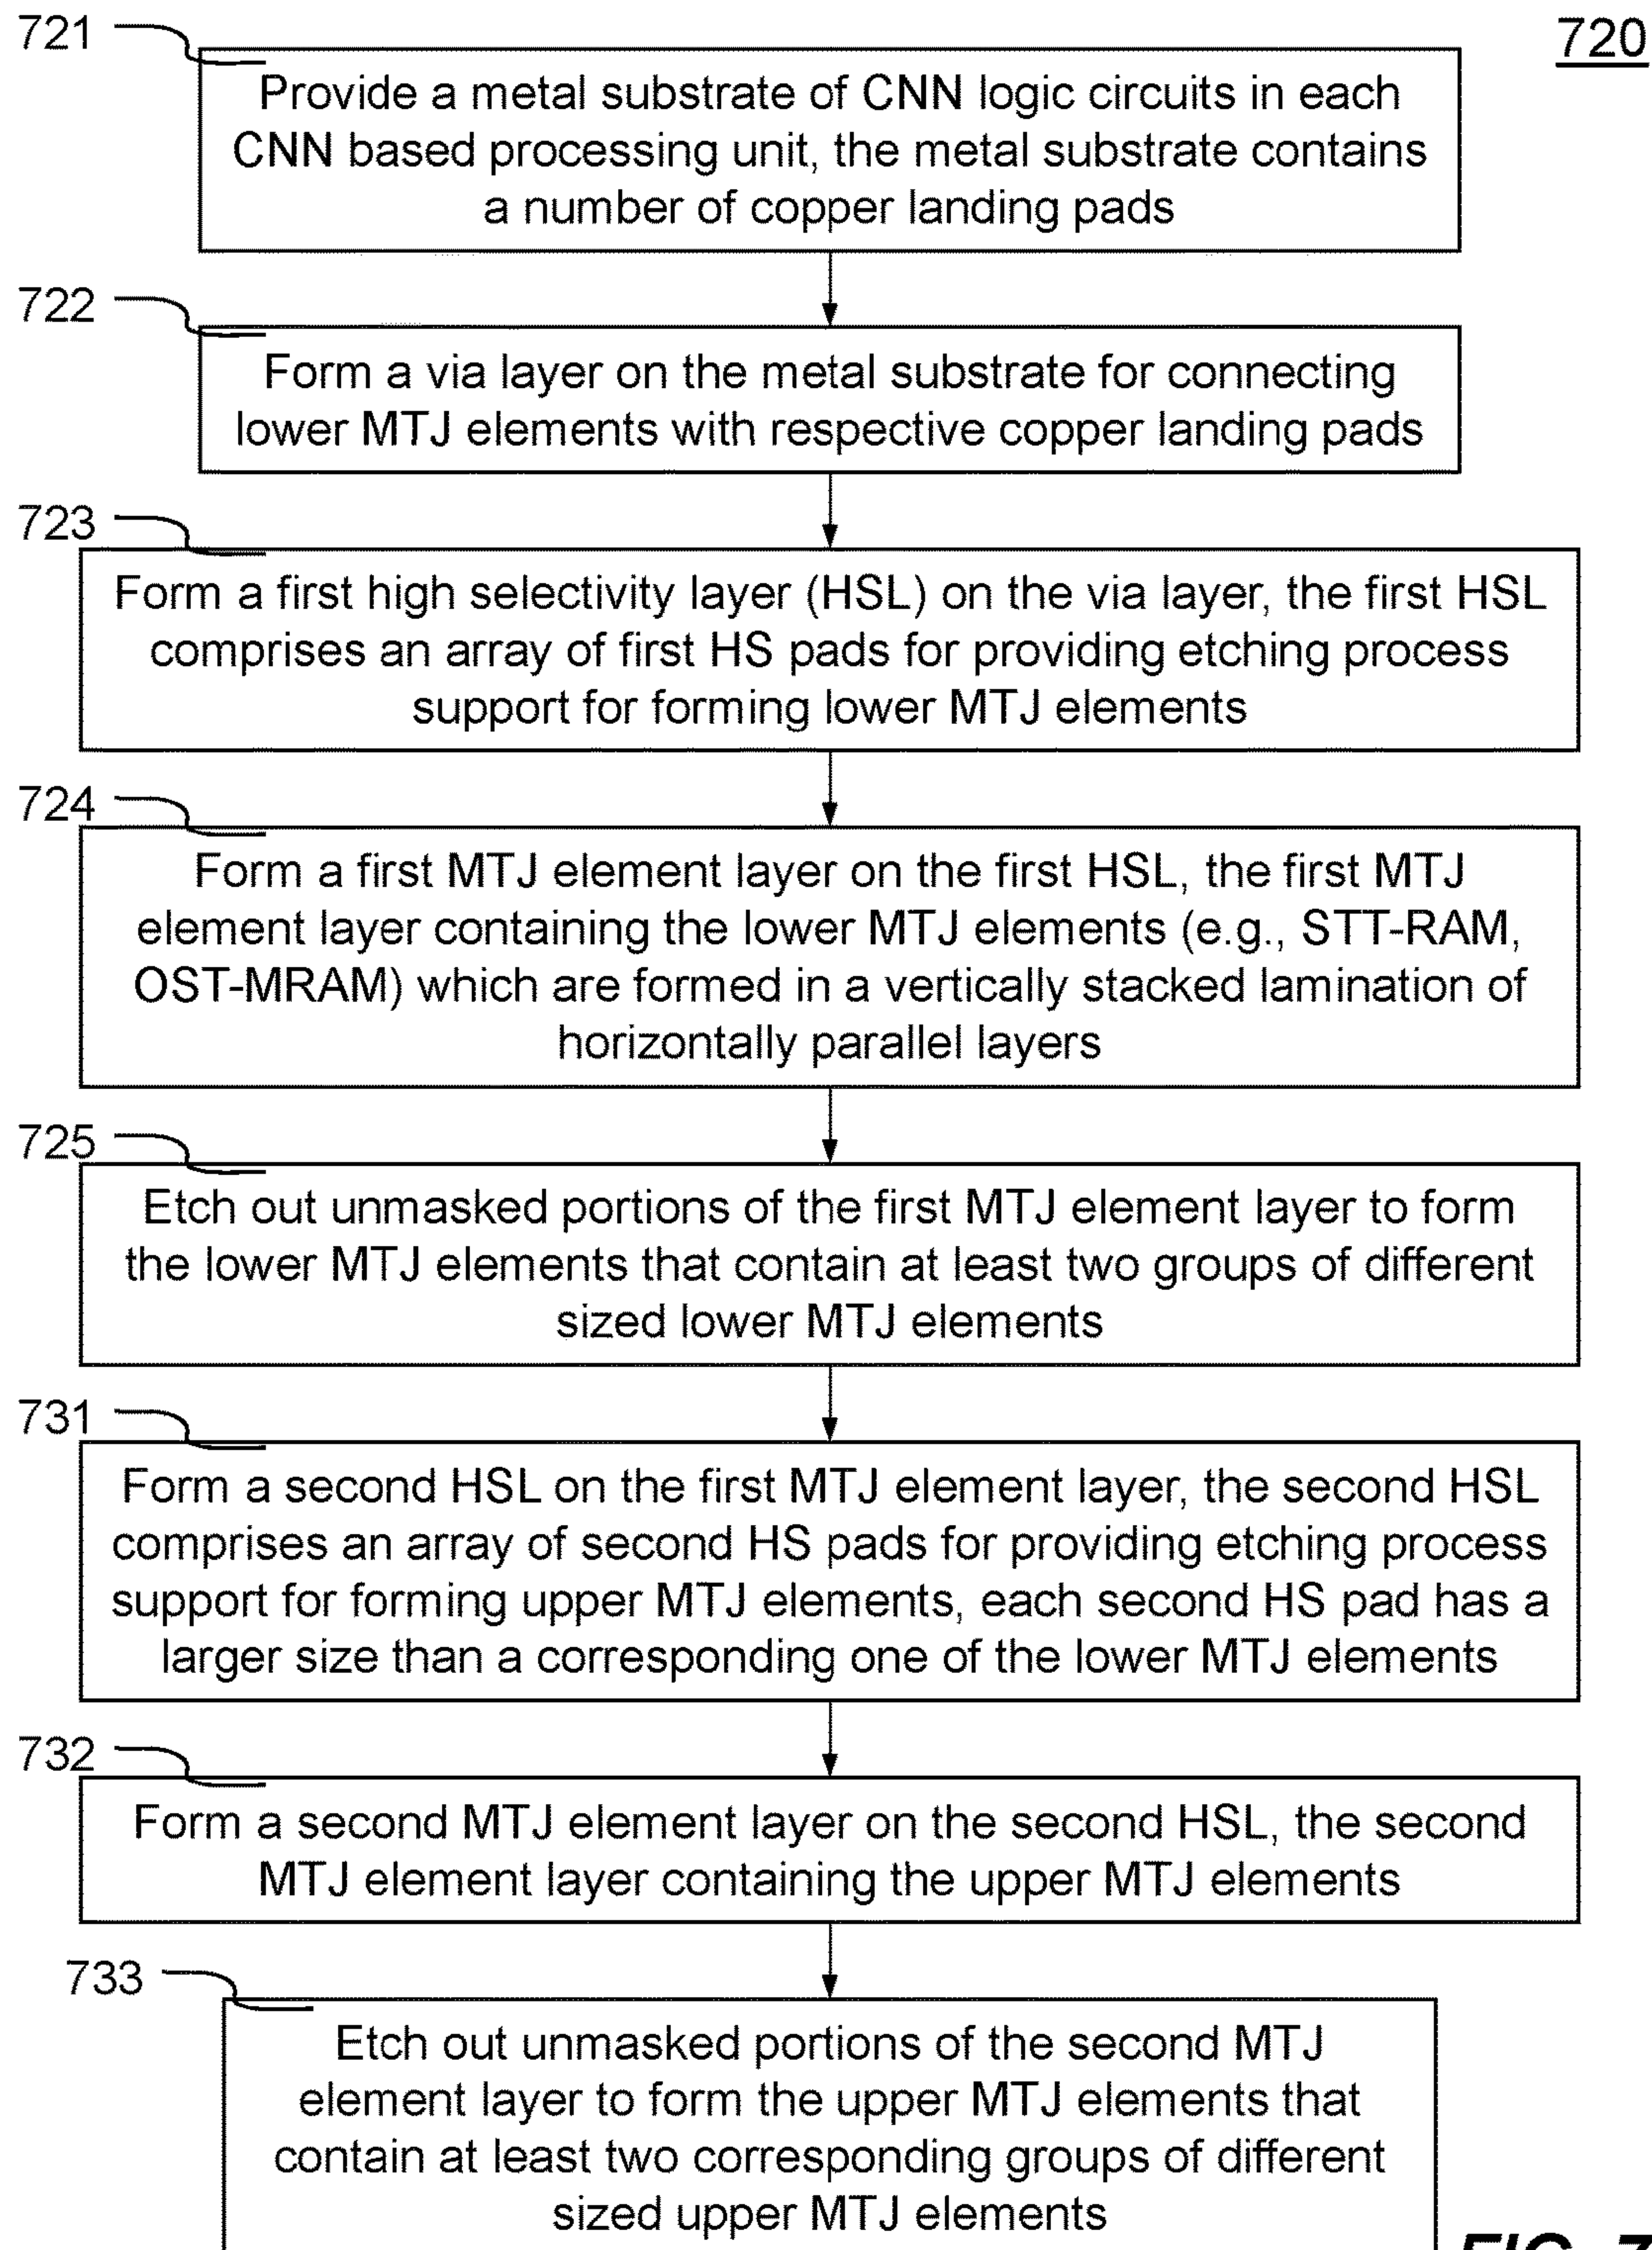 721
720
Provide a metal substrate of CNN logic circuits in each
CNN based processing unit, the metal substrate contains
a number of copper landing pads
722
Form a via layer on the metal substrate for connecting
lower MTJ elements with respective copper landing pads
723
Form a first high selectivity layer (HSL) on the via layer, the first HSL
comprises an array of first HS pads for providing etching process
support for forming lower MTJ elements
724
Form a first MTJ element layer on the first HSL, the first MTJ
element layer containing the lower MTJ elements (e.g., STT-RAM,
OST-MRAM) which are formed in a vertically stacked lamination of
horizontally parallel layers
725
Etch out unmasked portions of the first MTJ element layer to form
the lower MTJ elements that contain at least two groups of different
sized lower MTJ elements
731
Form a second HSL on the first MTJ element layer, the second HSL
comprises an array of second HS pads for providing etching process
support for forming upper MTJ elements, each second HS pad has a
larger size than a corresponding one of the lower MTJ elements
732
Form a second MTJ element layer on the second HSL, the second
MTJ element layer containing the upper MTJ elements
733
Etch out unmasked portions of the second MTJ
element layer to form the upper MTJ elements that
contain at least two corresponding groups of different
sized upper MTJ elements